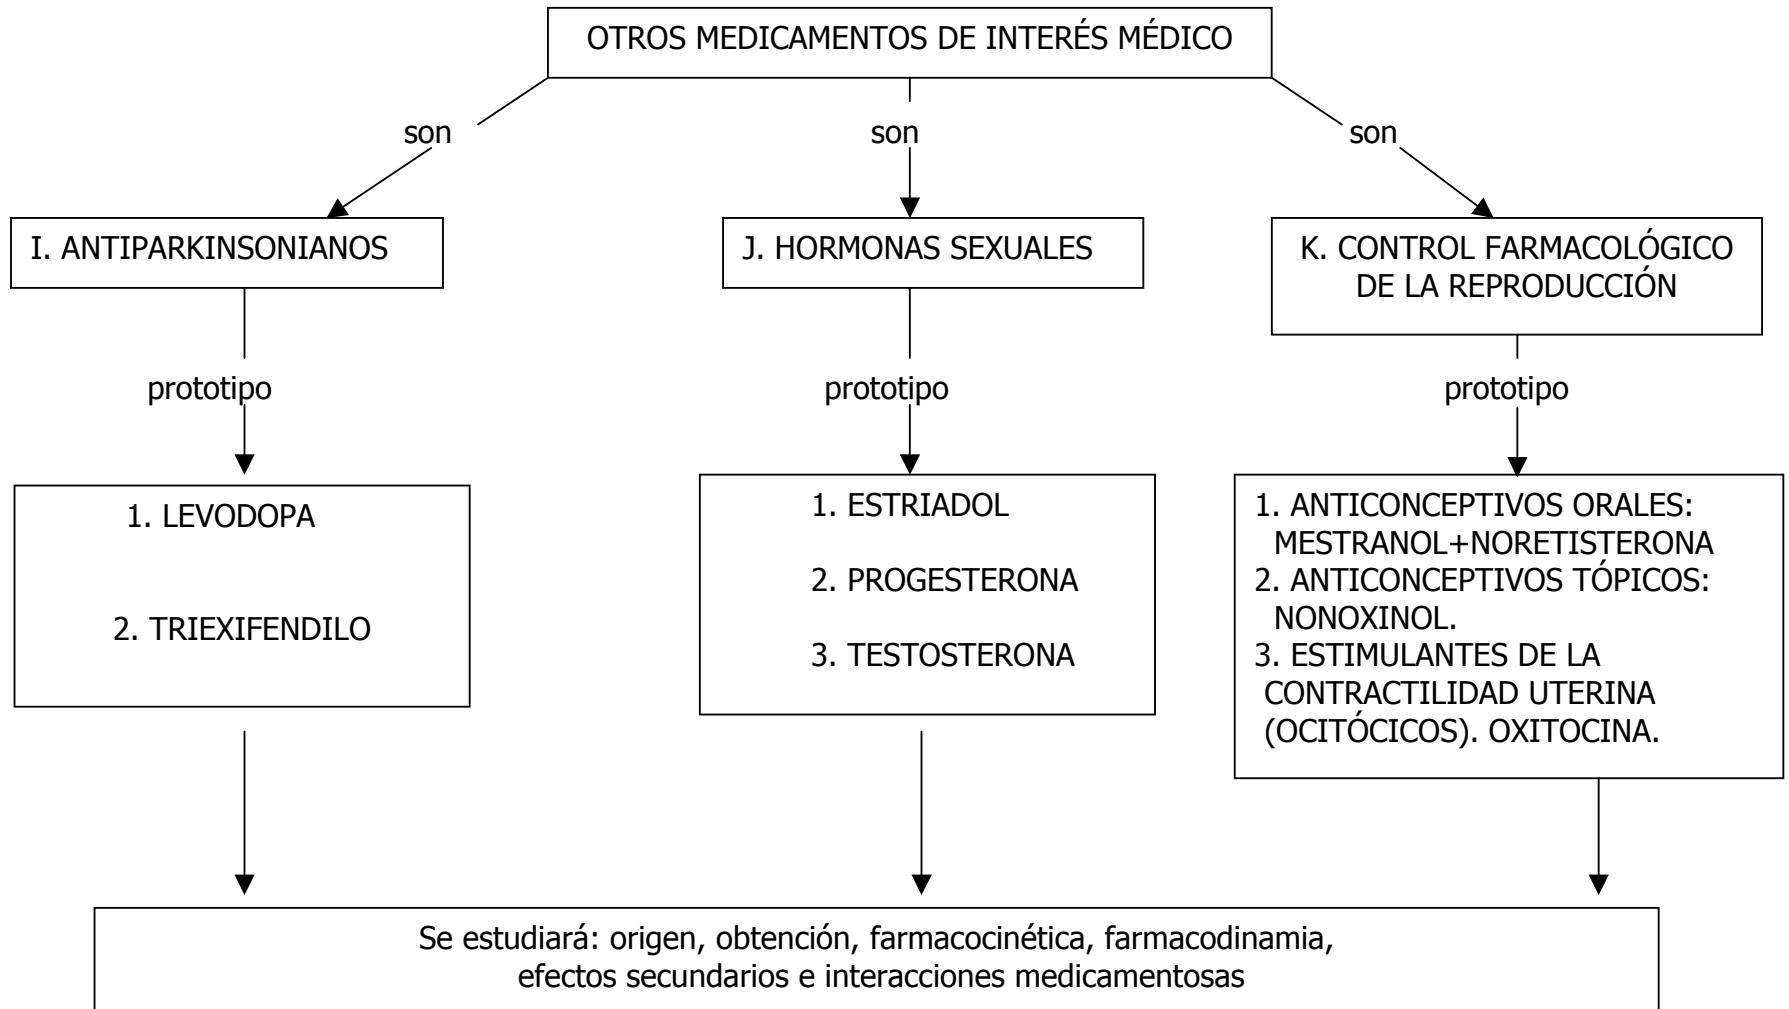 OTROS MEDICAMENTOS DE INTERÉS MÉDICO
son
son
son
I. ANTIPARKINSONIANOS
J. HORMONAS SEXUALES
K. CONTROL FARMACOLÓGICO
DE LA REPRODUCCIÓN
prototipo
prototipo
prototipo
1. LEVODOPA
2. TRIEXIFENDILO
1. ESTRIADOL
2. PROGESTERONA
3. TESTOSTERONA
1. ANTICONCEPTIVOS ORALES:
MESTRANOL+NORETISTERONA
2. ANTICONCEPTIVOS TÓPICOS:
NONOXINOL.
3. ESTIMULANTES DE LA
CONTRACTILIDAD UTERINA
(OCITÓCICOS). OXITOCINA.
Se estudiará: origen, obtención, farmacocinética, farmacodinamia,
efectos secundarios e interacciones medicamentosas